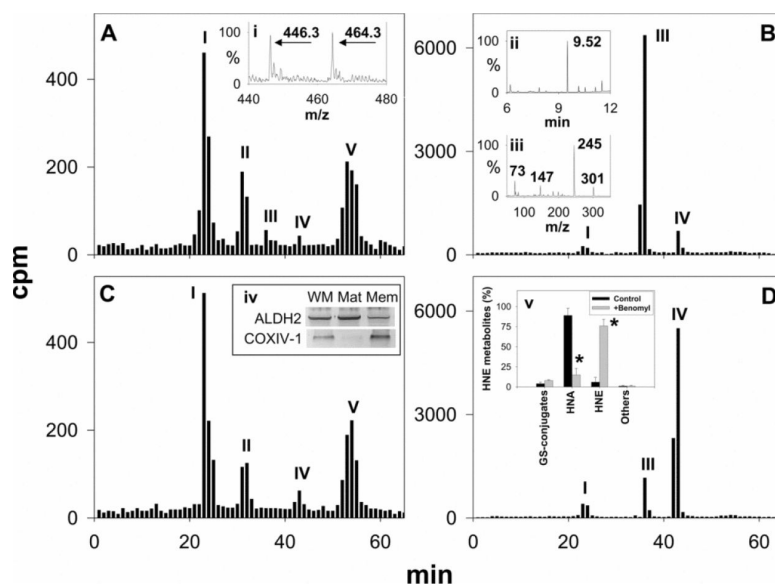 A
I
II
III
IV
V
400
200
0
i
446.3
464.3
100
%
0
440
460
480
m/z
B
III
I
IV
6000
3000
0
ii
9.52
100
%
0
6
9
12
min
iii
245
73
147
301
100
%
0
100
200
300
m/z
cpm
C
I
II
IV
V
400
200
0
0
20
40
60
iv
WM Mat Mem
ALDH2
COXIV-1
D
I
III
IV
6000
3000
0
0
20
40
60
v
Control
+Benomyl
HNE metabolites (%)
100
75
50
25
0
*
*
GS-conjugates
HNA
HNE
Others
min